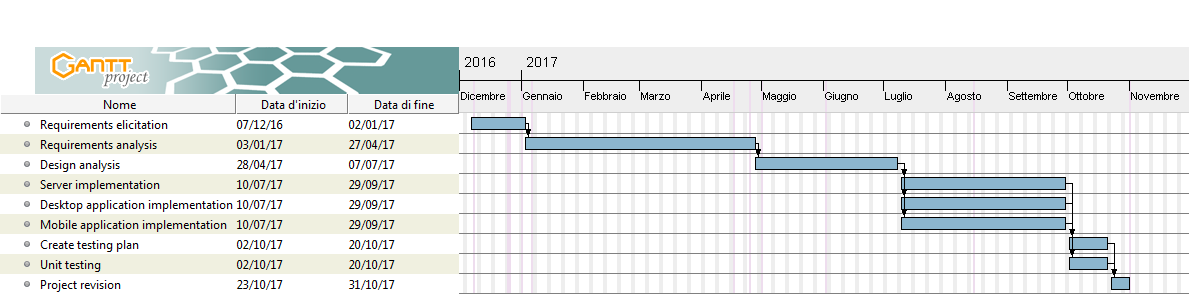 GANTT
project
2016 2017
Dicembre Gennaio Febbraio Marzo Aprile Maggio Giugno Luglio Agosto Settembre Ottobre Novembre
Nome Data d'inizio Data di fine
Requirements elicitation 07/12/16 02/01/17
Requirements analysis 03/01/17 27/04/17
Design analysis 28/04/17 07/07/17
Server implementation 10/07/17 29/09/17
Desktop application implementation 10/07/17 29/09/17
Mobile application implementation 10/07/17 29/09/17
Create testing plan 02/10/17 20/10/17
Unit testing 02/10/17 20/10/17
Project revision 23/10/17 31/10/17